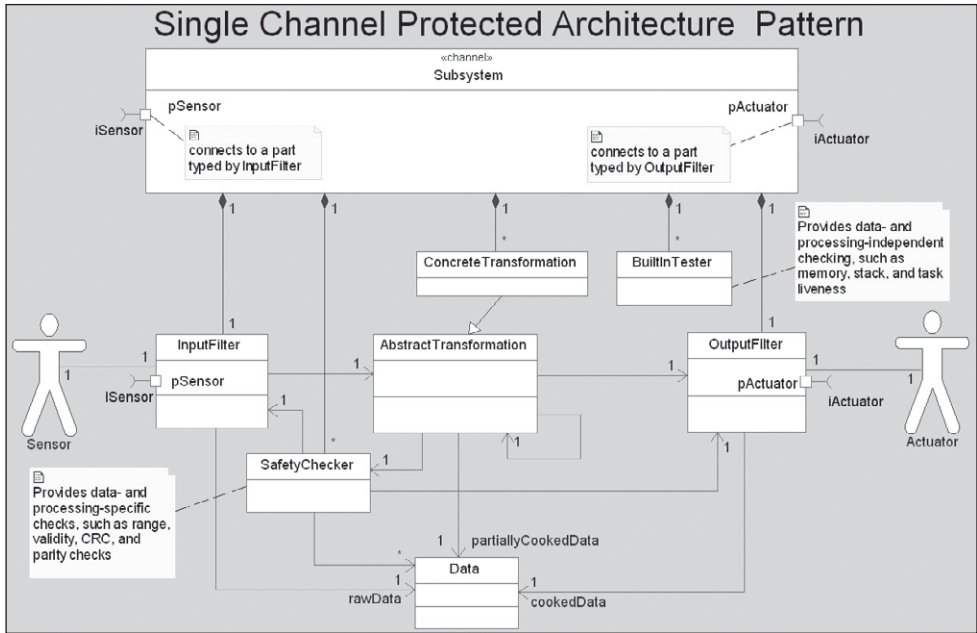 Single Channel Protected Architecture Pattern
«channel»
Subsystem
pSensor
pActuator
iSensor
iActuator
connects to a part
typed by InputFilter
connects to a part
typed by OutputFilter
1
1
1
1
1
Provides data- and
processing-independent
checking, such as
memory, stack, and task
liveness
*
*
ConcreteTransformation
BuiltInTester
1
1
InputFilter
AbstractTransformation
OutputFilter
1
1
1
1
1
1
pSensor
pActuator
ISensor
iActuator
1
Sensor
Actuator
*
1
1
1
SafetyChecker
Provides data- and
processing-specific
checks, such as range,
validity, CRC, and
parity checks
1
partiallyCookedData
*
Data
1
1
rawData
cookedData